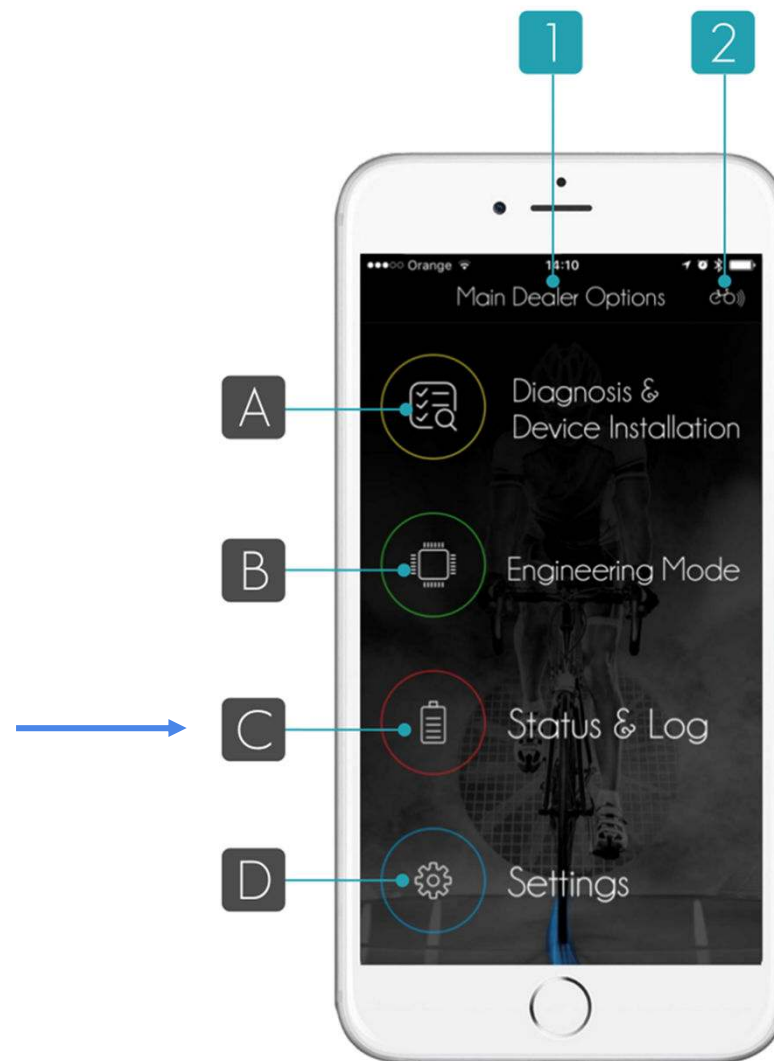 1 2
Orange 14:10
Main Dealer Options
A
Diagnosis &
Device Installation
B
Engineering Mode
C
Status & Log
D
Settings